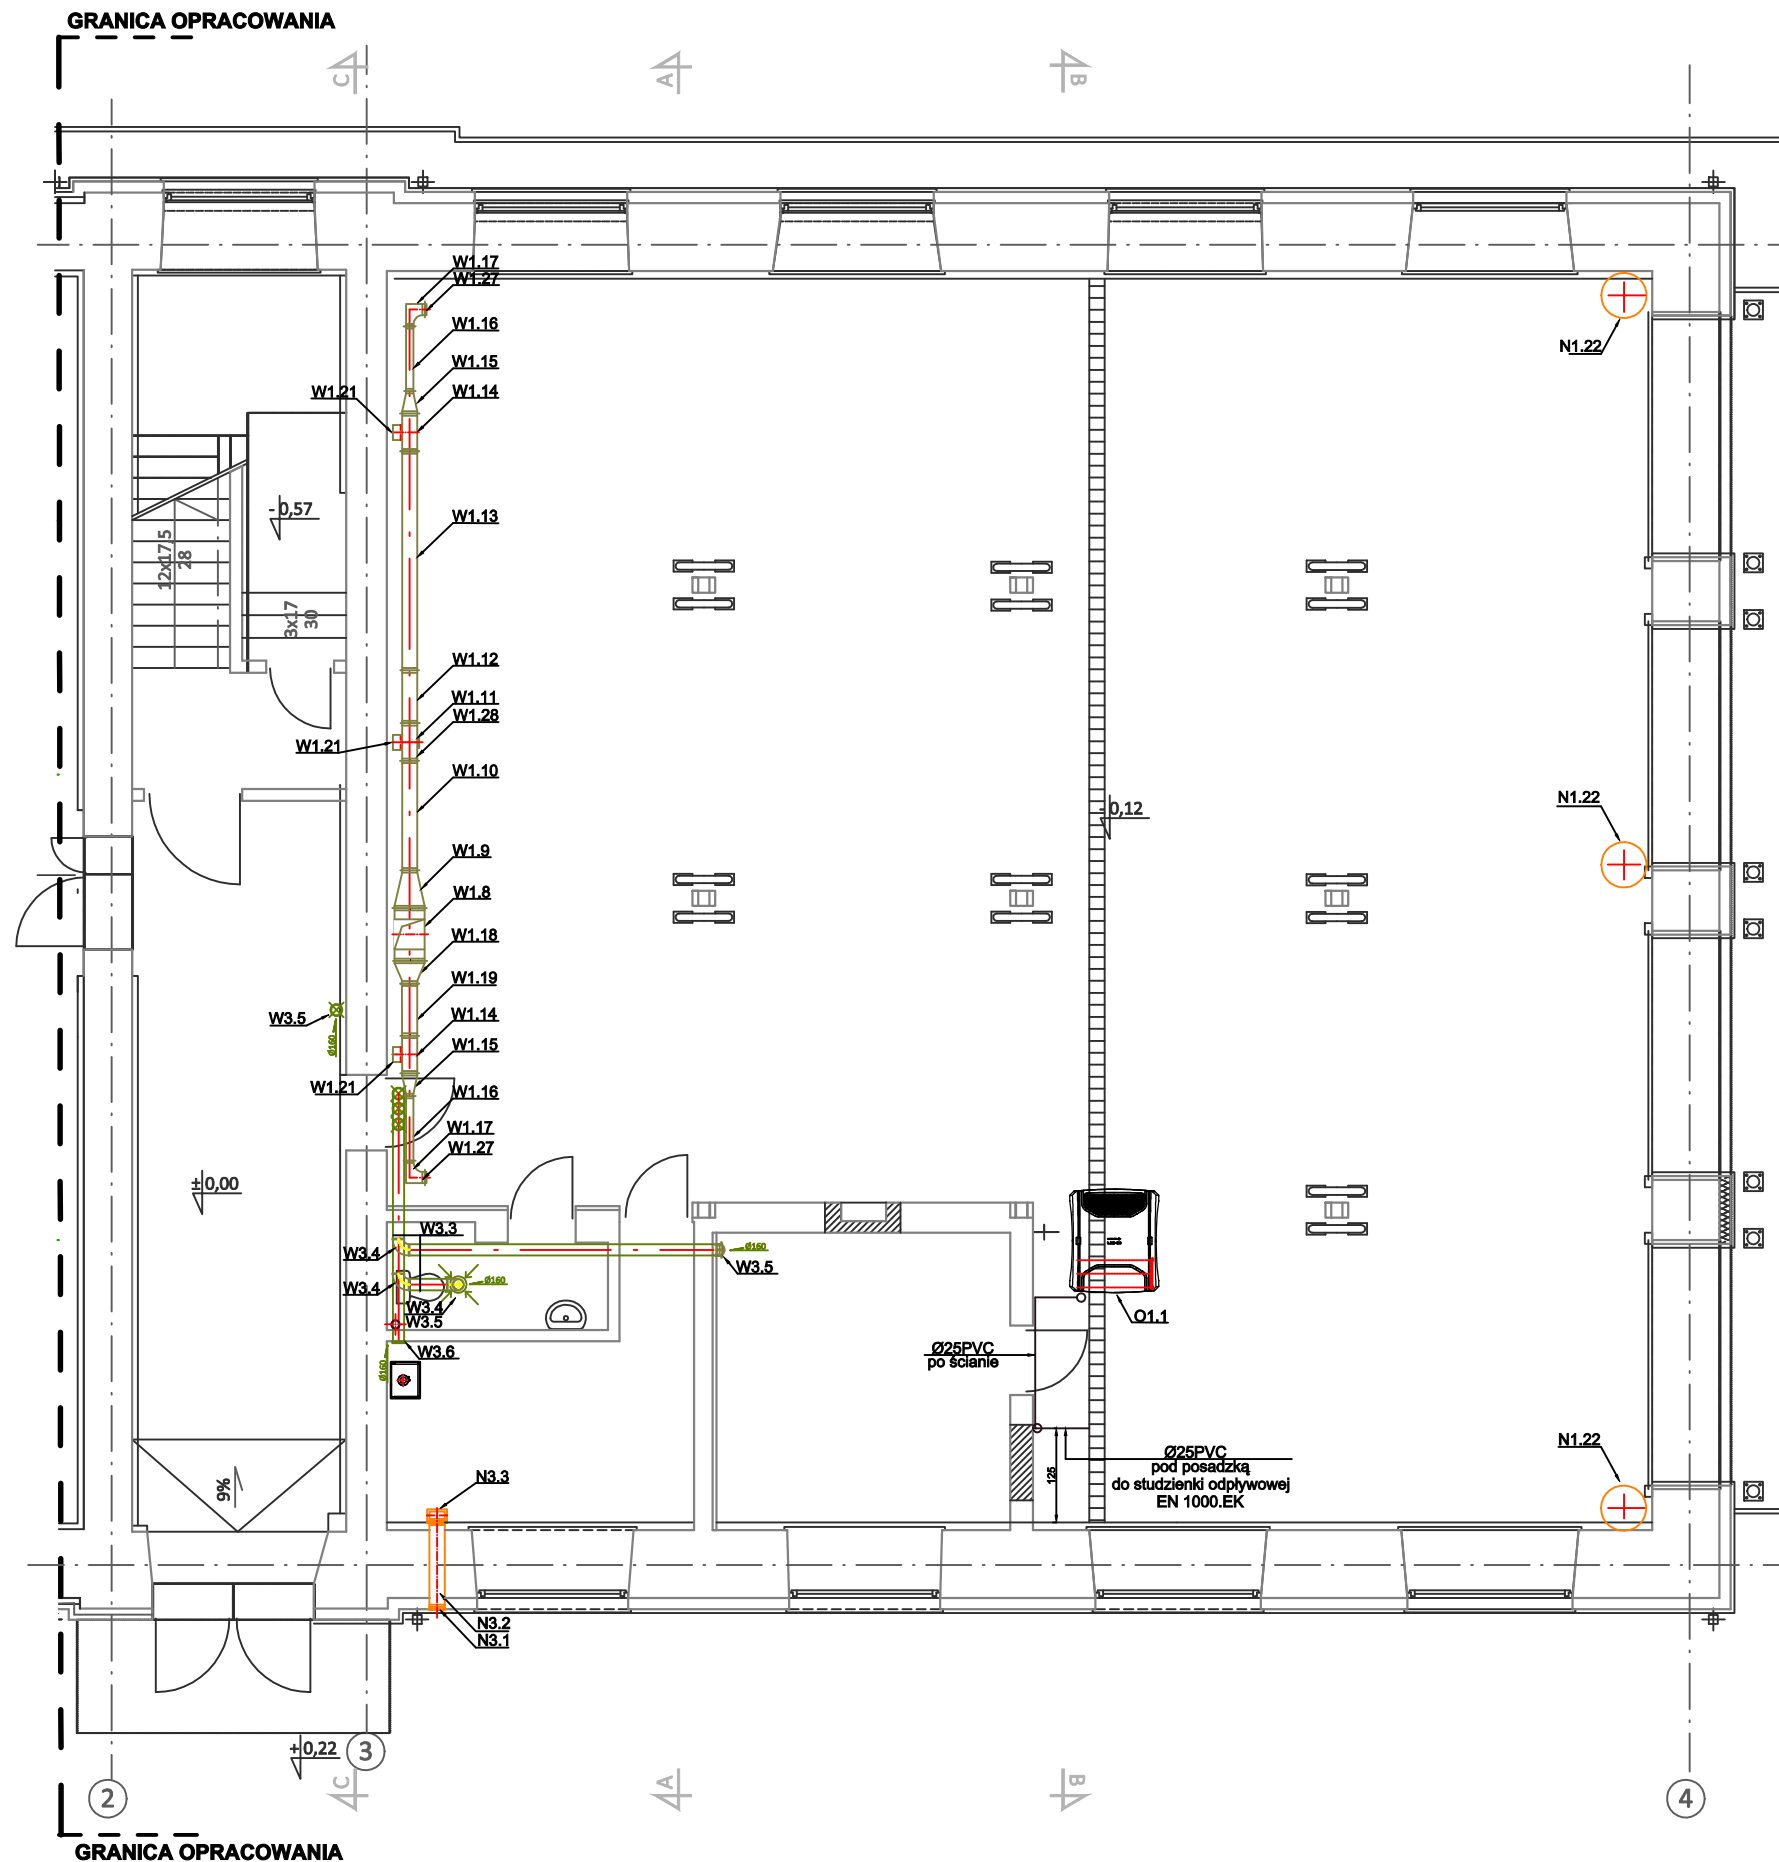 GRANICA OPRACOWANIA
C
A
B
W1.17
W1.27
W1.16
W1.15
W1.21
W1.14
N1.22
- 0,57
W1.13
12x17,5
28
3x17
30
W1.12
W1.11
W1.28
W1.21
W1.10
- 0,12
N1.22
W1.9
W1.8
W1.18
W1.19
W3.5
Ø160
W1.14
W1.15
W1.21
W1.16
W1.17
W1.27
± 0,00
W3.3
W3.4
Ø160
W3.5
W3.4
Ø160
W3.4
W3.5
O1.1
W3.6
Ø160
Ø25PVC
po ścianie
N1.22
Ø25PVC
pod posadzką
do studzienki odpływowej
EN 1000.EK
125
9%
N3.3
N3.2
N3.1
+ 0,22
3
2
4
C
A
B
GRANICA OPRACOWANIA